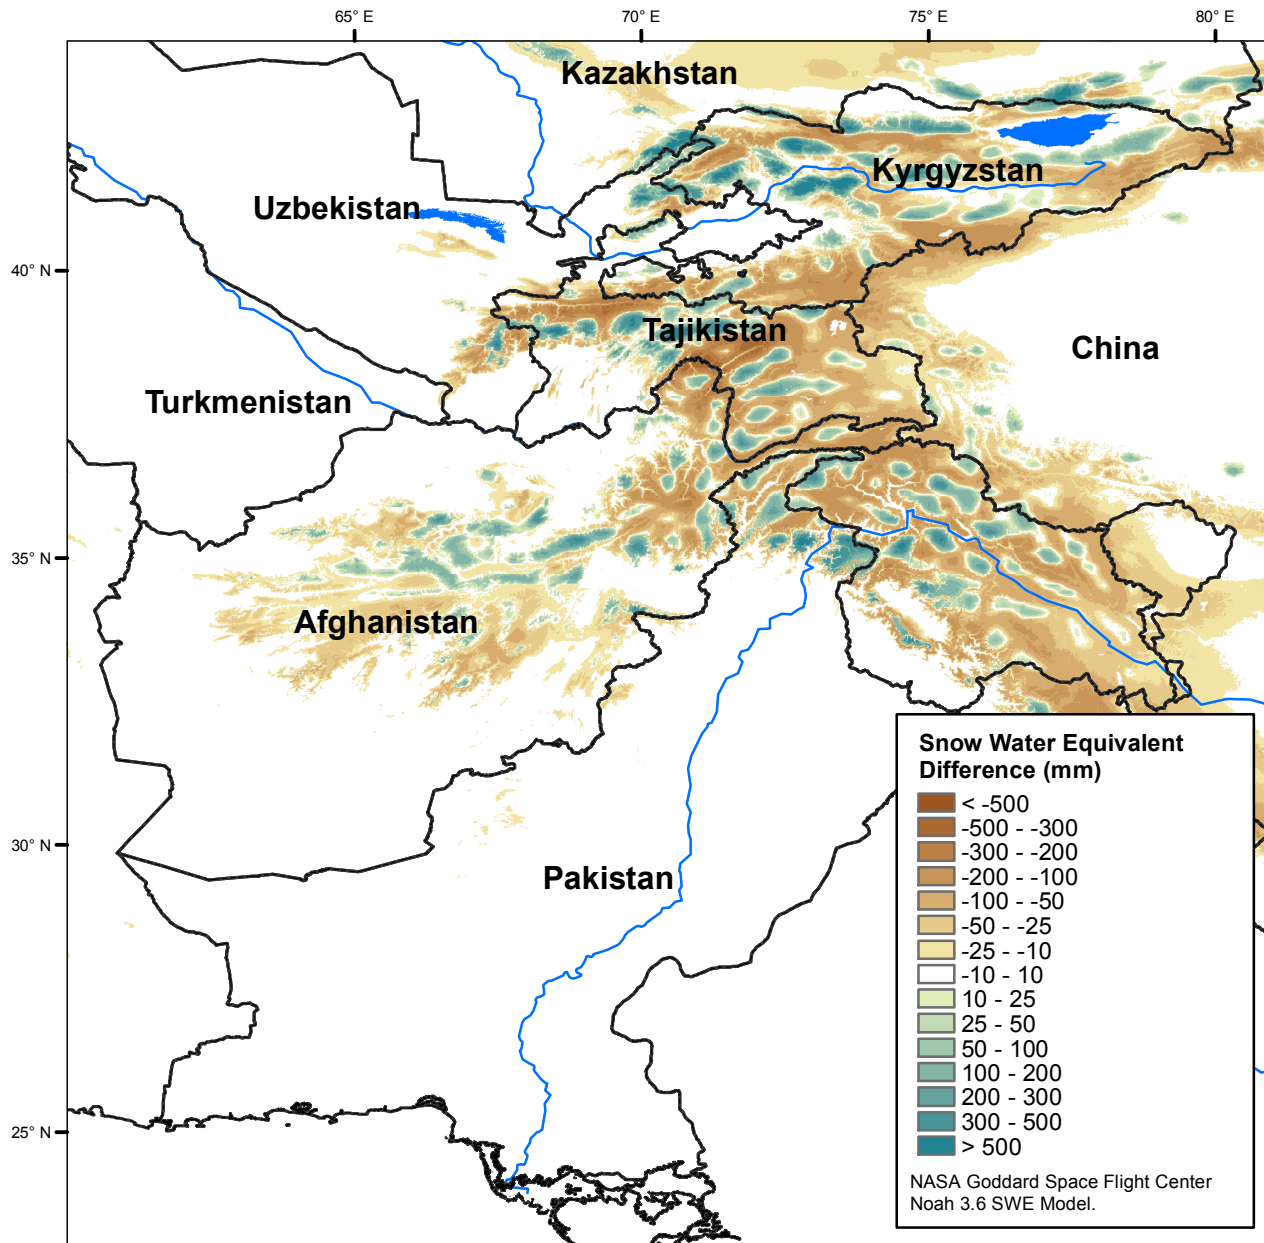 65° E
70° E
75° E
80° E
Kazakhstan
Kyrgyzstan
Uzbekistan
40° N
Tajikistan
China
Turkmenistan
35° N
Afghanistan
Snow Water Equivalent
Difference (mm)
< -500
-500 - -300
-300 - -200
-200 - -100
-100 - -50
-50 - -25
-25 - -10
-10 - 10
10 - 25
25 - 50
50 - 100
100 - 200
200 - 300
300 - 500
> 500
NASA Goddard Space Flight Center
Noah 3.6 SWE Model.
30° N
Pakistan
25° N